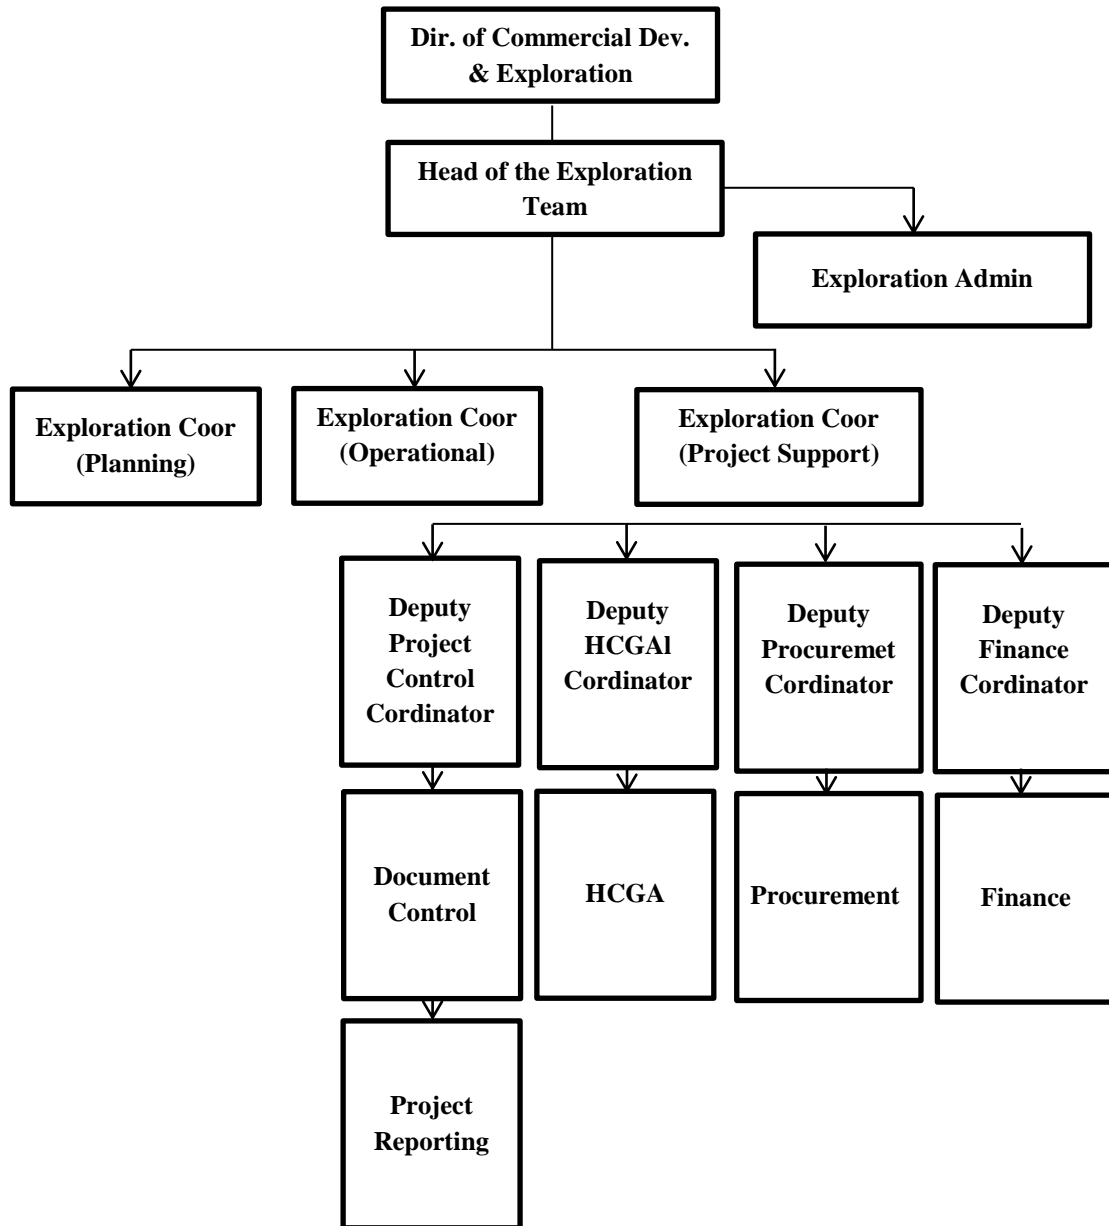 Dir. of Commercial Dev.
& Exploration
Head of the Exploration
Team
Exploration Admin
Exploration Coor
(Planning)
Exploration Coor
(Operational)
Exploration Coor
(Project Support)
Deputy
Project
Control
Cordinator
Deputy
HCGAl
Cordinator
Deputy
Procuremet
Cordinator
Deputy
Finance
Cordinator
Document
Control
HCGA
Procurement
Finance
Project
Reporting